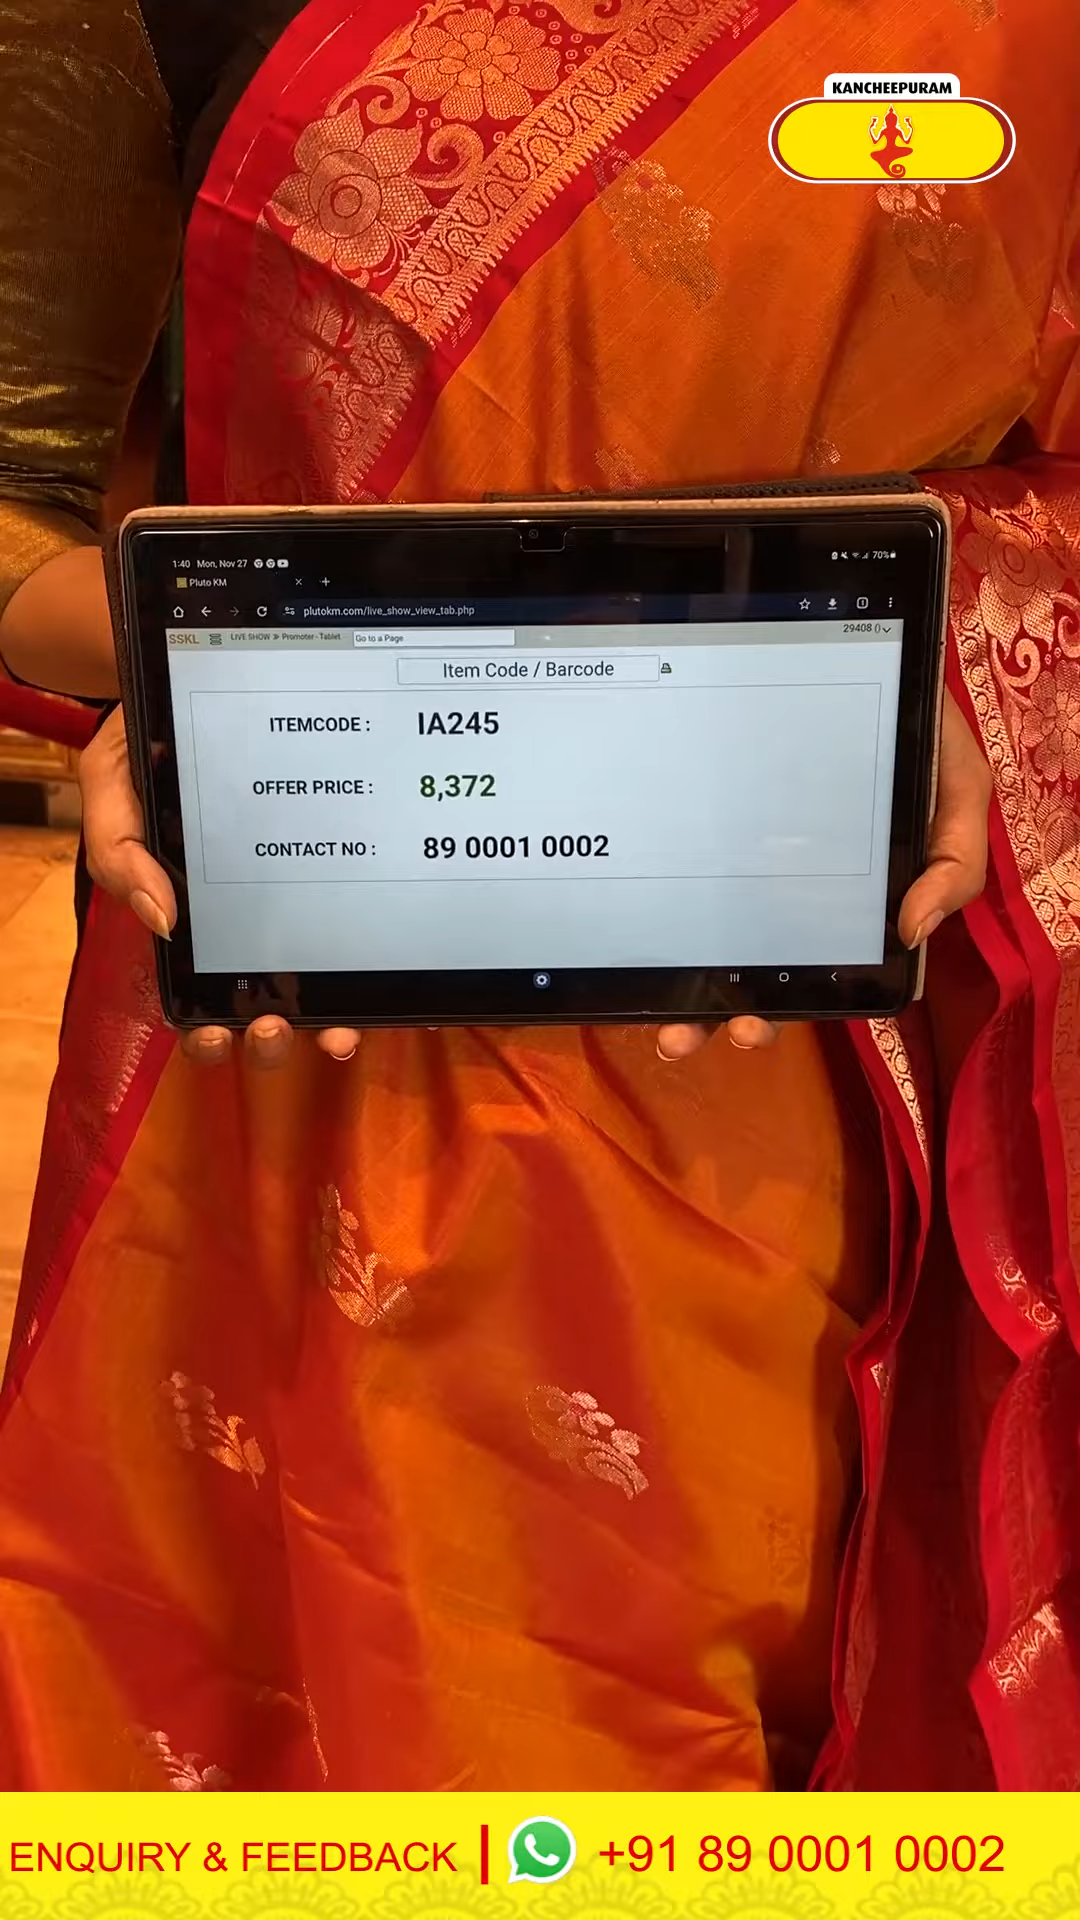 KANCHEEPURAM
1:40 Mon, Nov 27
70%
Pluto KM
plutokm.com/live_show_view_tab.php
SSKL
LIVE SHOW » Promoter - Tablet
Go to a Page
29408 ()
Item Code / Barcode
ITEMCODE : IA245
OFFER PRICE : 8,372
CONTACT NO : 89 0001 0002
ENQUIRY & FEEDBACK | +91 89 0001 0002